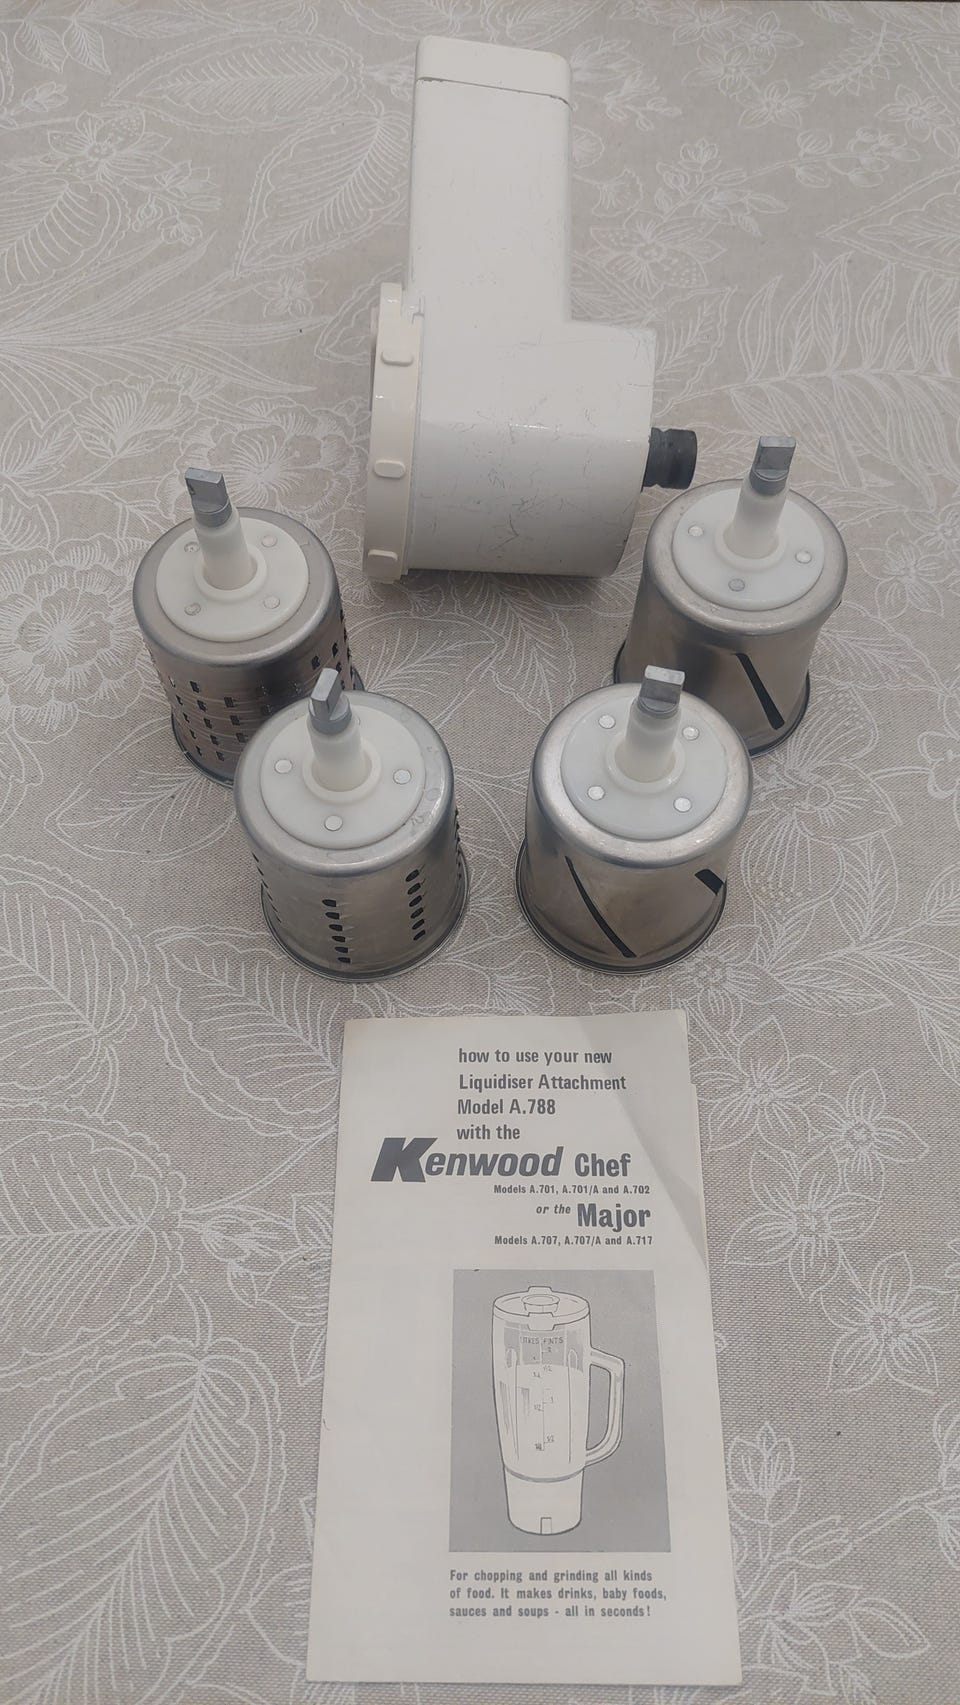 how to use your new
Liquidiser Attachment
Model A.788
with the
Kenwood Chef
Models A.701, A.701/A and A.702
or the Major
Models A.707, A.707/A and A.717
LITRES PINTS
For chopping and grinding all kinds
of food. It makes drinks, baby foods,
sauces and soups - all in seconds!